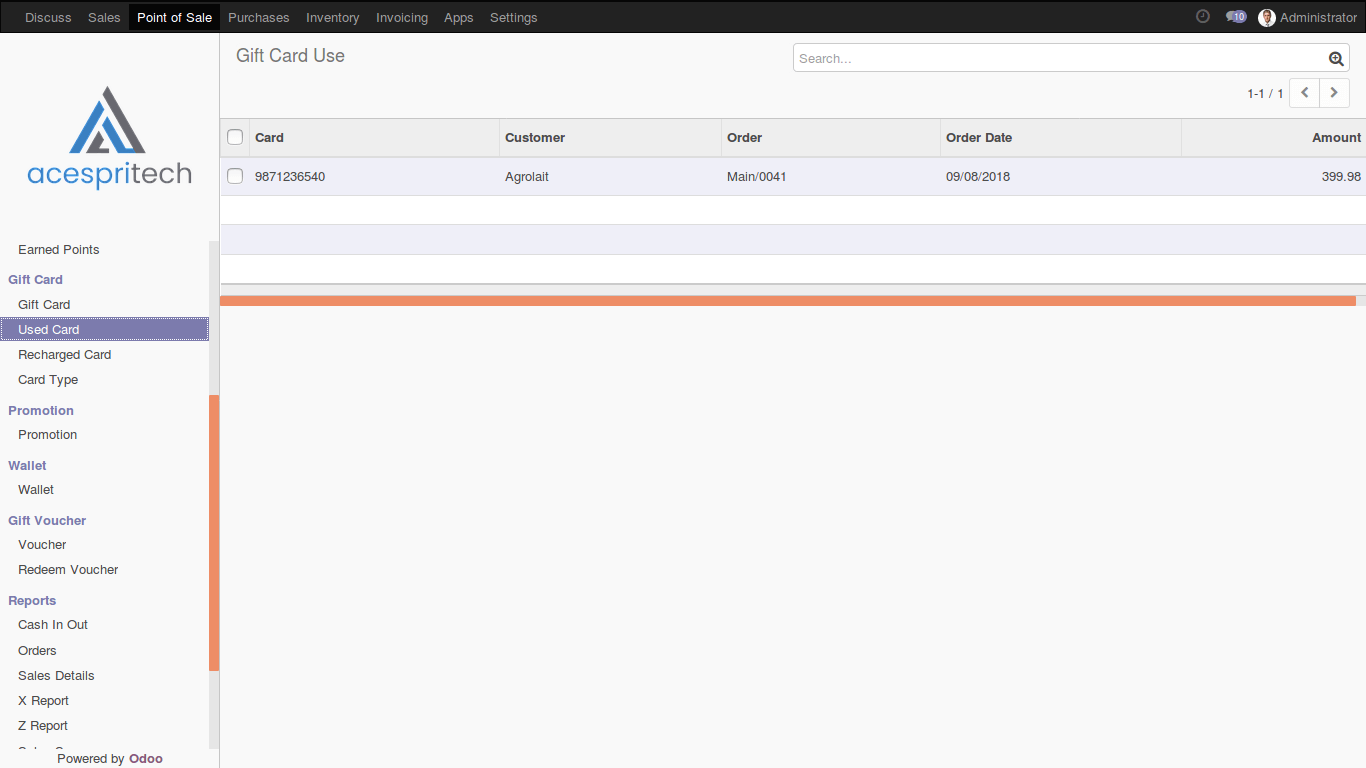 Discuss Sales Point of Sale Purchases Inventory Invoicing Apps Settings 10 Administrator
acespritech
Earned Points
Gift Card
Gift Card
Used Card
Recharged Card
Card Type
Promotion
Promotion
Wallet
Wallet
Gift Voucher
Voucher
Redeem Voucher
Reports
Cash In Out
Orders
Sales Details
X Report
Z Report
Powered by Odoo
Gift Card Use
Search...
1-1 / 1
Card Customer Order Order Date Amount
9871236540 Agrolait Main/0041 09/08/2018 399.98